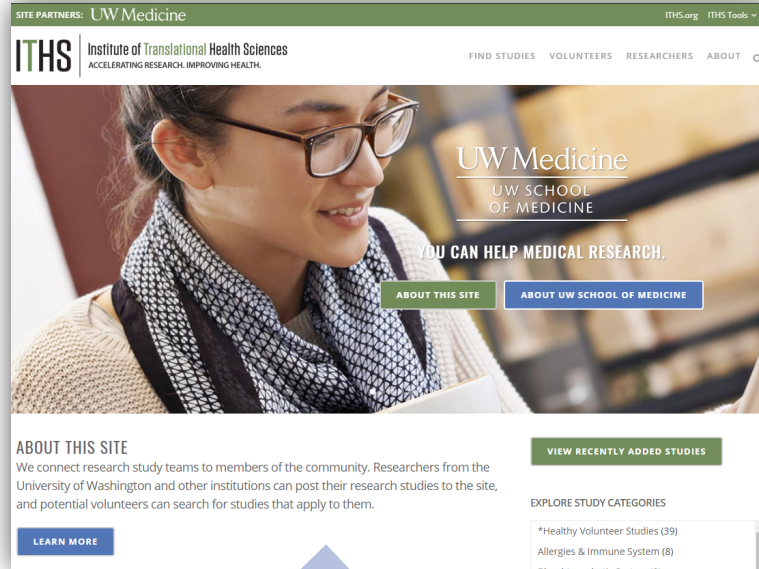 SITE PARTNERS: UW Medicine
ITHS.org ITHS Tools
ITHS
Institute of Translational Health Sciences
ACCELERATING RESEARCH. IMPROVING HEALTH.
FIND STUDIES VOLUNTEERS RESEARCHERS ABOUT
UW Medicine
UW SCHOOL
OF MEDICINE
YOU CAN HELP MEDICAL RESEARCH.
ABOUT THIS SITE ABOUT UW SCHOOL OF MEDICINE
ABOUT THIS SITE
We connect research study teams to members of the community. Researchers from the
University of Washington and other institutions can post their research studies to the site,
and potential volunteers can search for studies that apply to them.
LEARN MORE
VIEW RECENTLY ADDED STUDIES
EXPLORE STUDY CATEGORIES
*Healthy Volunteer Studies (39)
Allergies & Immune System (8)